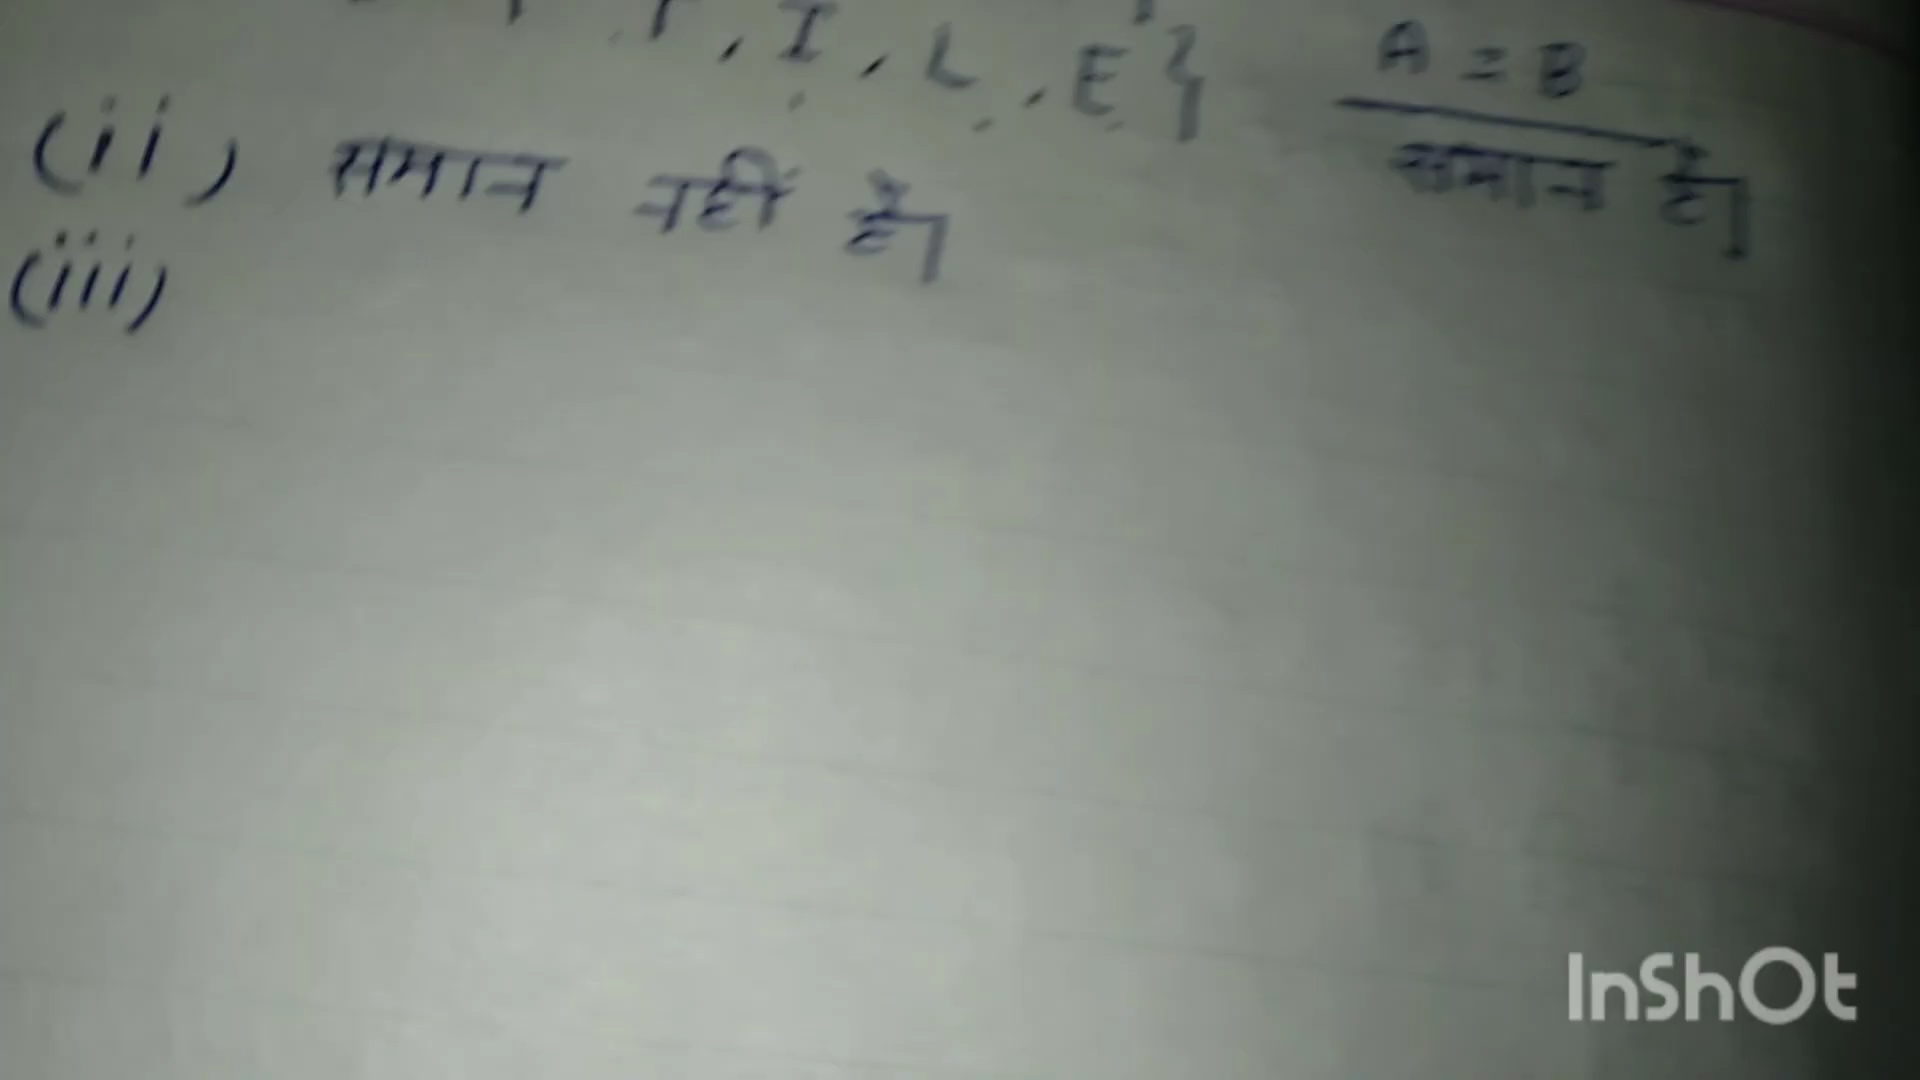 , I, L, E} A = B
समान है।
(ii) समान नहीं है।
(iii)
InShOt